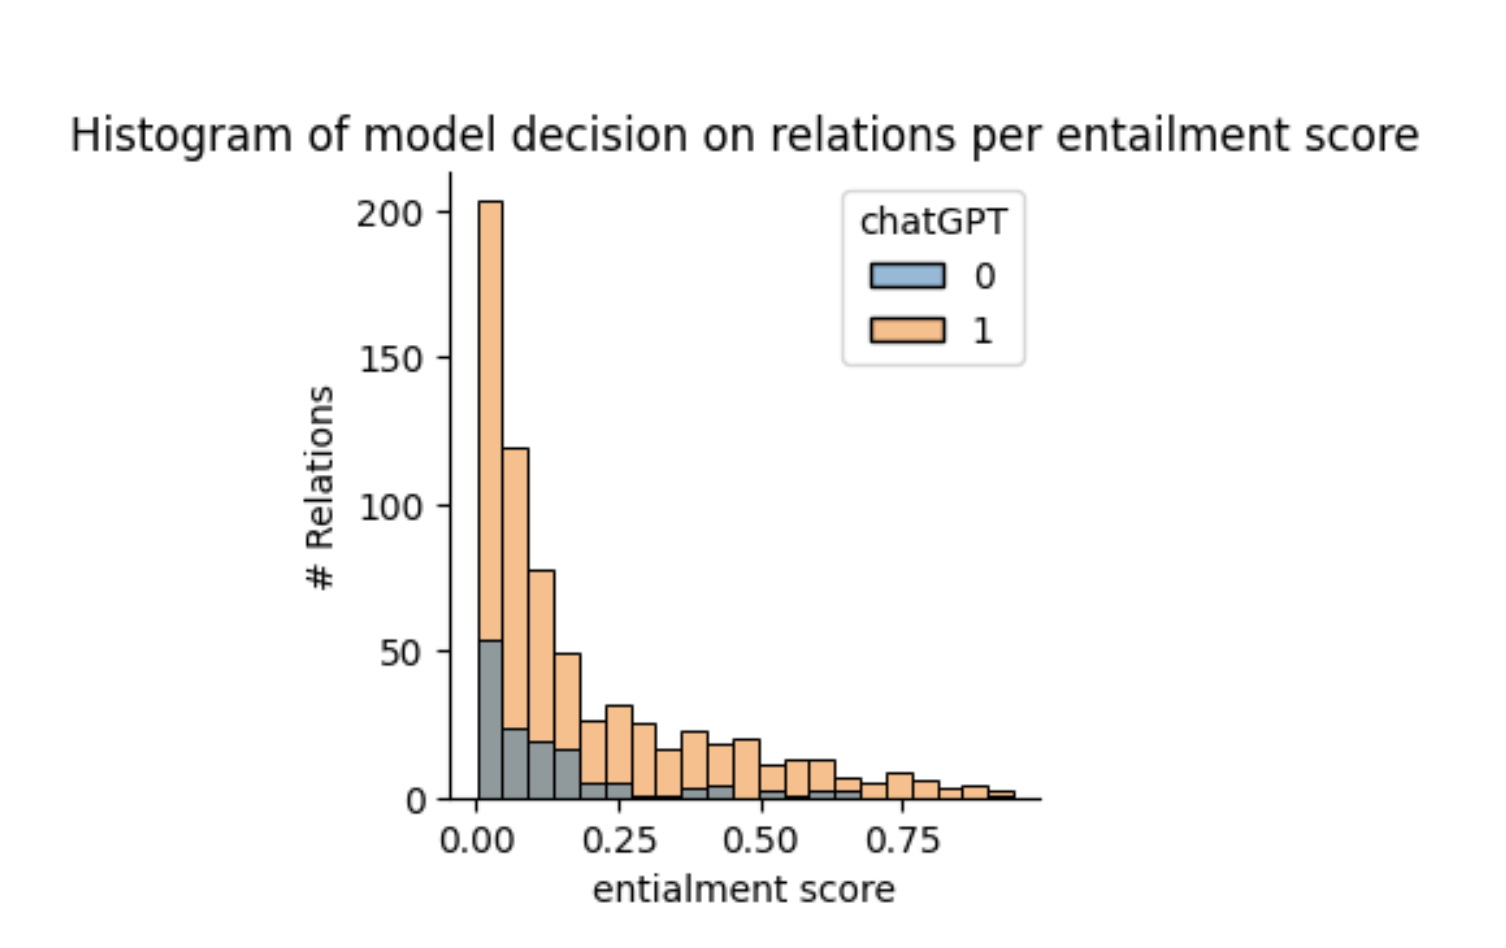 Histogram of model decision on relations per entailment score
chatGPT
0
1
200
150
100
50
0
# Relations
0.00 0.25 0.50 0.75
entialment score